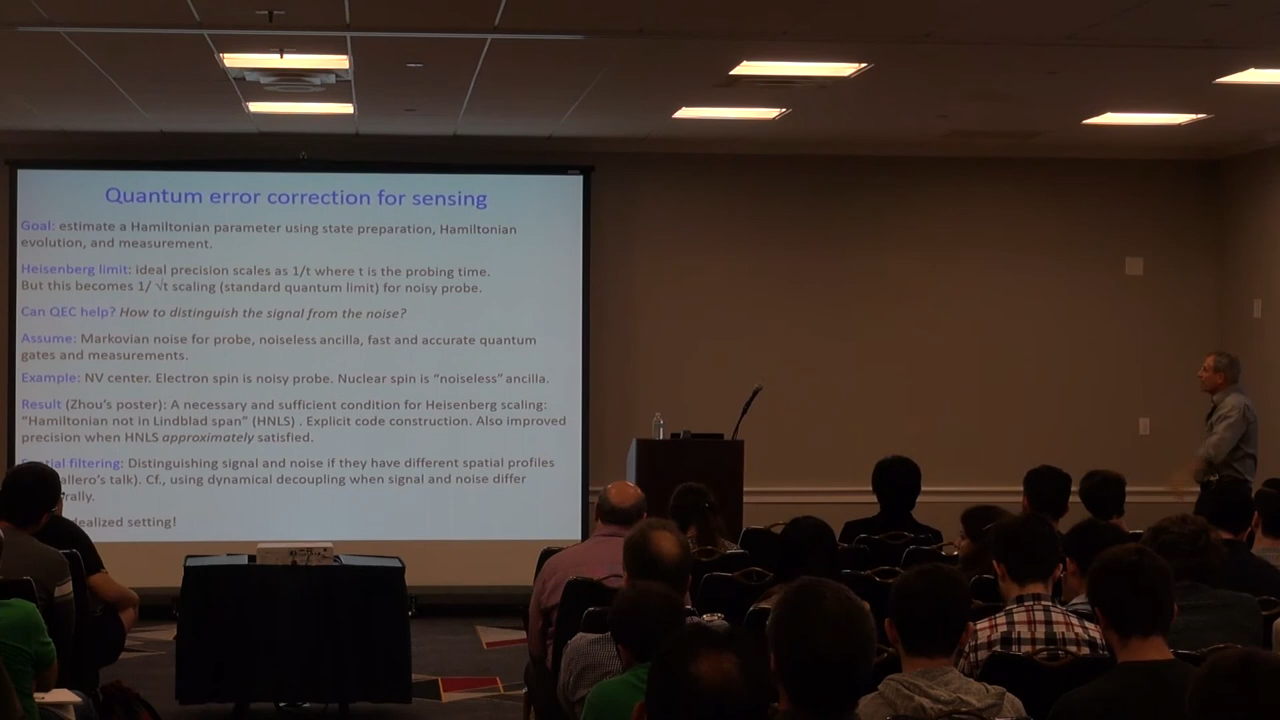 Quantum error correction for sensing
Goal: estimate a Hamiltonian parameter using state preparation, Hamiltonian
evolution, and measurement.
Heisenberg limit: ideal precision scales as 1/t where t is the probing time.
But this becomes 1/ √t scaling (standard quantum limit) for noisy probe.
Can QEC help? How to distinguish the signal from the noise?
Assume: Markovian noise for probe, noiseless ancilla, fast and accurate quantum
gates and measurements.
Example: NV center. Electron spin is noisy probe. Nuclear spin is “noiseless” ancilla.
Result (Zhou’s poster): A necessary and sufficient condition for Heisenberg scaling:
“Hamiltonian not in Lindblad span” (HNLS) . Explicit code construction. Also improved
precision when HNLS approximately satisfied.
filtering: Distinguishing signal and noise if they have different spatial profiles
talk). Cf., using dynamical decoupling when signal and noise differ
setting!